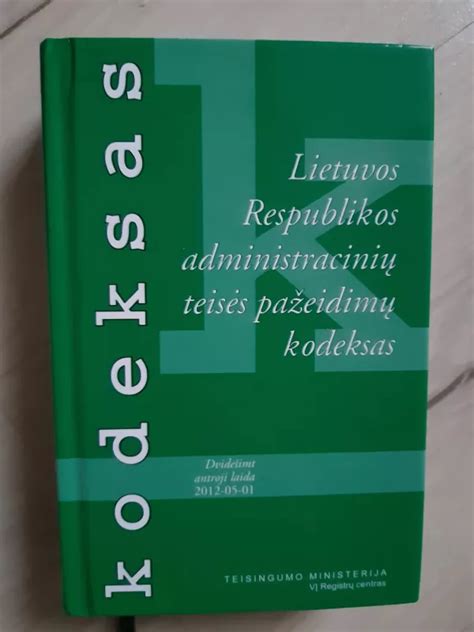 kodeksas
Lietuvos
Respublikos
administracinių
teisės pažeidimų
kodeksas
Dvidešimt
antroji laida
2012-05-01
TEISINGUMO MINISTERIJA
VĮ Registrų centras